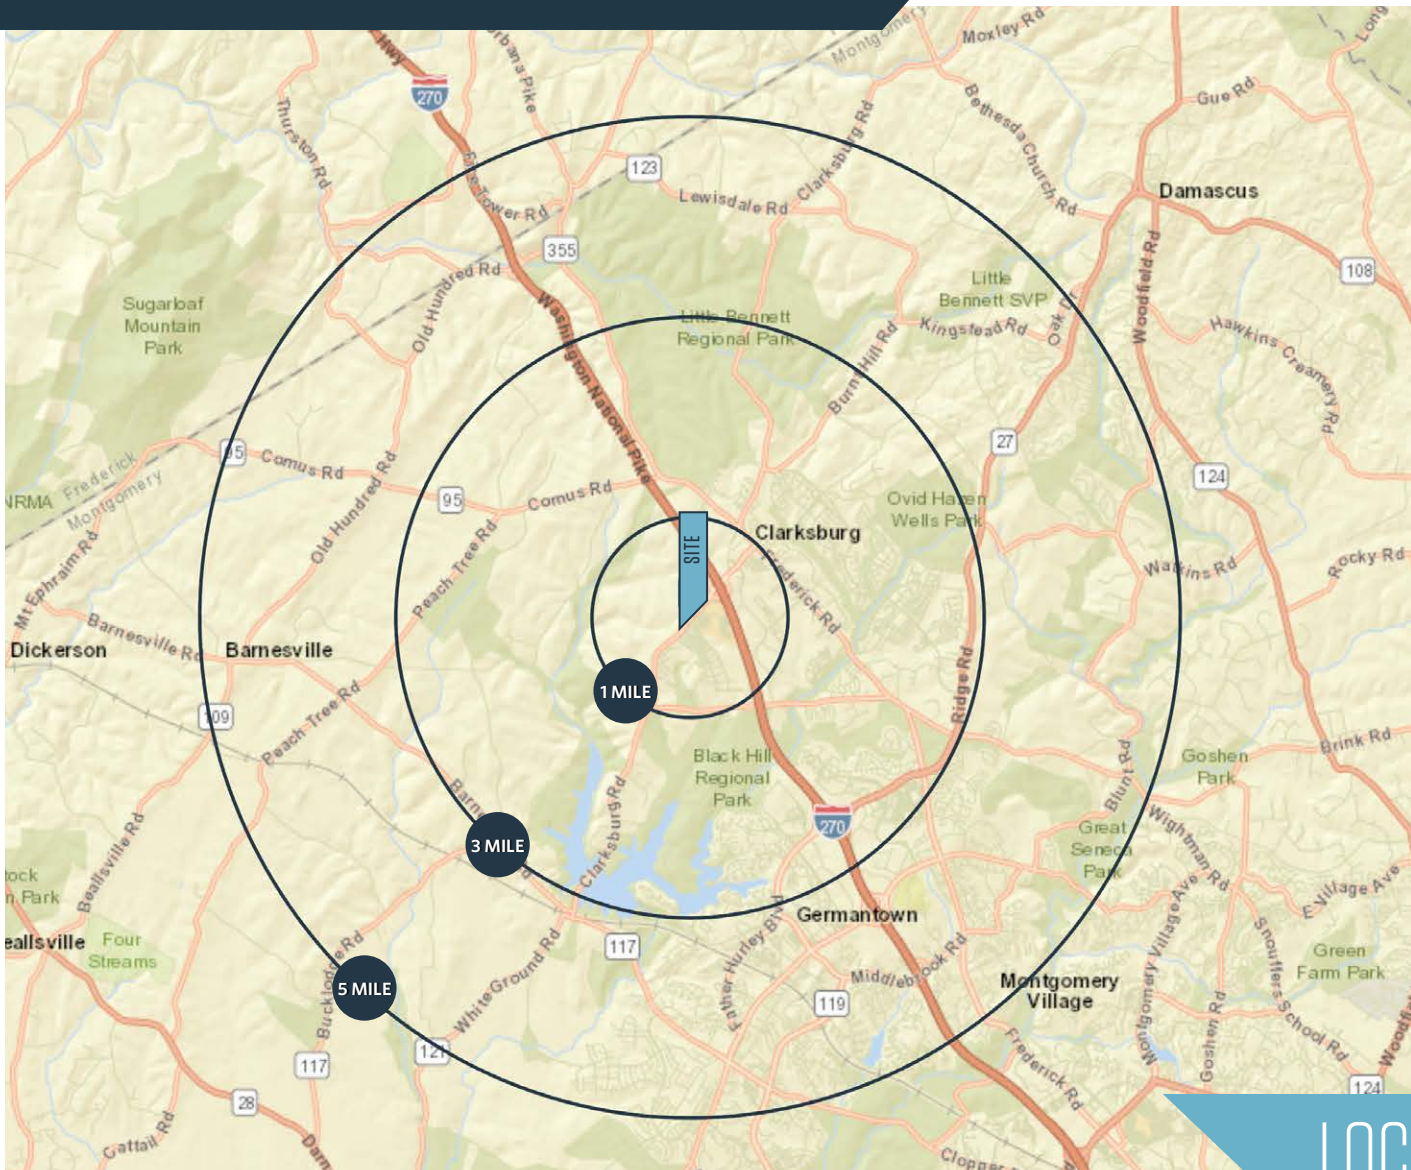 Hwy
270
Moxley Rd
Montgomery
Long
Thurston Rd
Gue Rd
Bethesda Church Rd
Clarksburg Rd
123
Lewisdale Rd
Damascus
Tower Rd
355
Old Hundred Rd
Woodfield Rd
108
Little
Bennett SVP
Sugarloaf
Mountain
Park
Washington National Pike
Little Bennett
Regional Park
Kingstead Rd
Burnt Hill Rd
Hawkins Creamery Rd
27
95
Comus Rd
Frederick
Montgomery
NRMA
95
Comus Rd
Old Hundred Rd
124
Ovid Hazen
Wells Park
Clarksburg
SITE
Mt Ephraim Rd
Peach Tree Rd
Frederick Rd
Watkins Rd
Rocky Rd
Dickerson
Barnesville Rd
Barnesville
1 MILE
Ridge Rd
109
Peach Tree Rd
Brink Rd
Black Hill
Regional
Park
Goshen
Park
Blunt Rd
Clarksburg Rd
270
3 MILE
Great
Seneca
Park
Wightman Rd
Beallsville Rd
E Village Ave
Montgomery Village Ave
Germantown
eallsville
Four
Streams
117
Father Hurley Blvd
Middlebrook Rd
Snouffers School Rd
Green
Farm Park
5 MILE
White Ground Rd
119
Montgomery
Village
121
117
Frederick Rd
Goshen Rd
124
28
Cattail Rd
Clopper
LOC